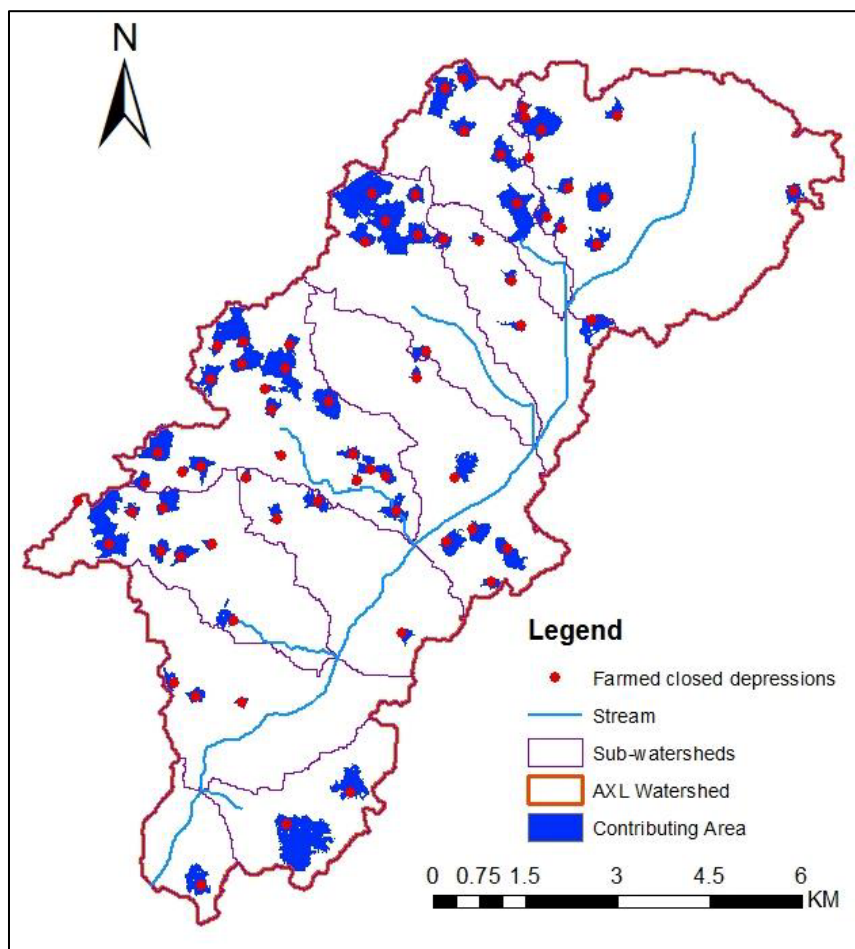 N
Legend
Farmed closed depressions
Stream
Sub-watersheds
AXL Watershed
Contributing Area
0 0.75 1.5 3 4.5 6
KM